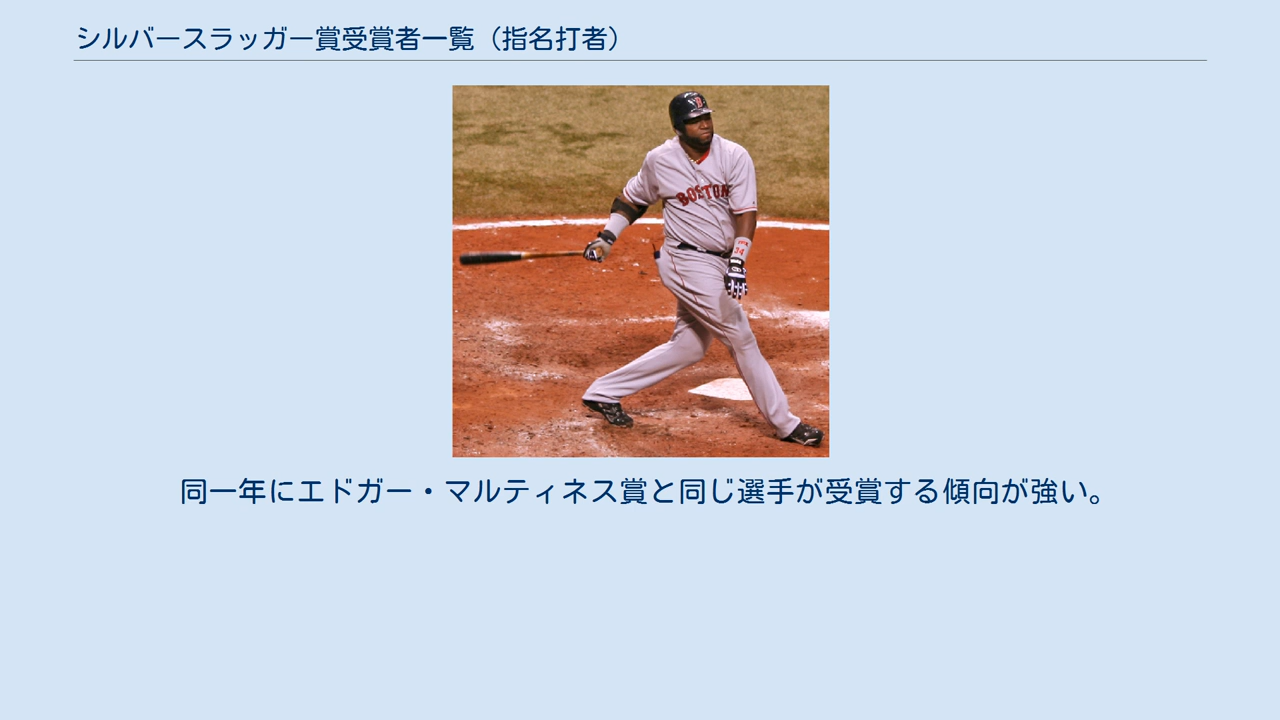 シルバースラッガー賞受賞者一覧（指名打者）
B
BOSTON
34
同一年にエドガー・マルティネス賞と同じ選手が受賞する傾向が強い。